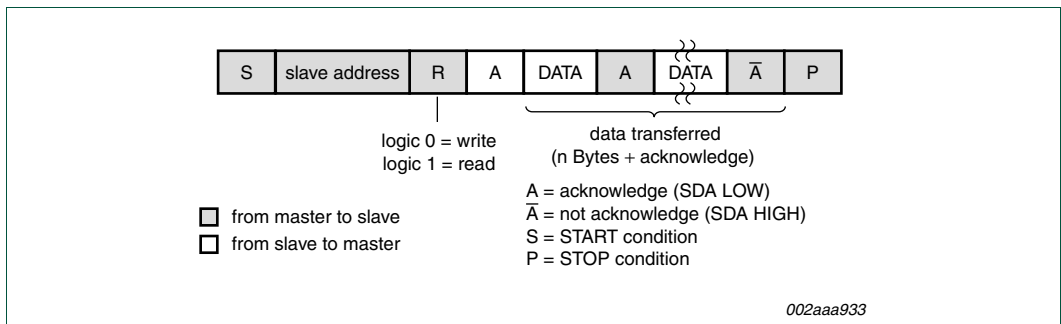 S slave address R A DATA A DATA A̅ P
logic 0 = write
logic 1 = read
data transferred
(n Bytes + acknowledge)
A = acknowledge (SDA LOW)
A̅ = not acknowledge (SDA HIGH)
S = START condition
P = STOP condition
from master to slave
from slave to master
002aaa933